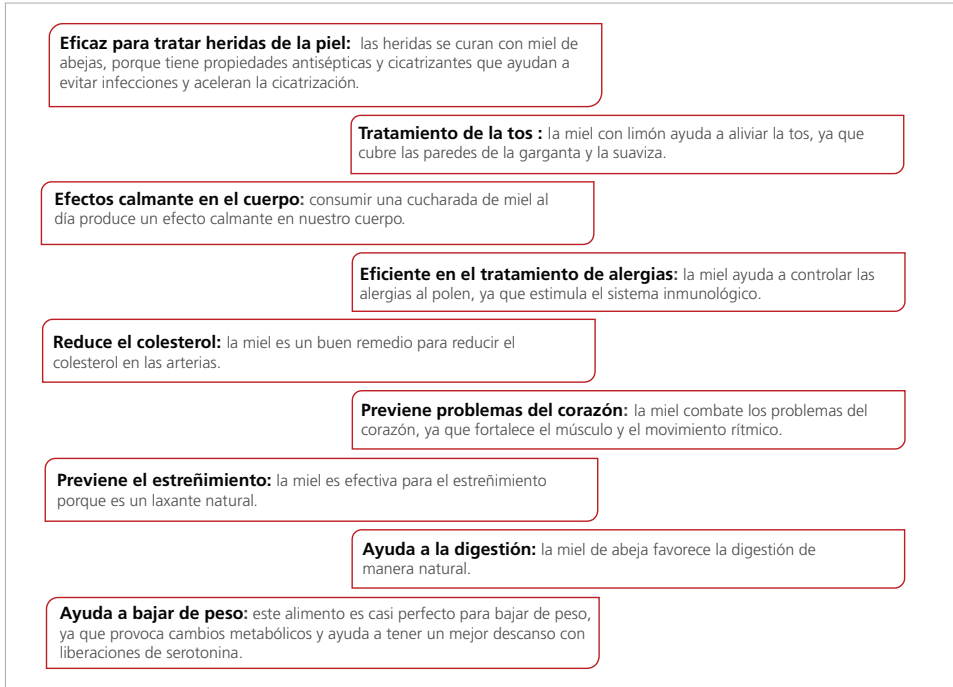 Eficaz para tratar heridas de la piel: las heridas se curan con miel de
abejas, porque tiene propiedades antisépticas y cicatrizantes que ayudan a
evitar infecciones y aceleran la cicatrización.
Tratamiento de la tos : la miel con limón ayuda a aliviar la tos, ya que
cubre las paredes de la garganta y la suaviza.
Efectos calmante en el cuerpo: consumir una cucharada de miel al
día produce un efecto calmante en nuestro cuerpo.
Eficiente en el tratamiento de alergias: la miel ayuda a controlar las
alergias al polen, ya que estimula el sistema inmunológico.
Reduce el colesterol: la miel es un buen remedio para reducir el
colesterol en las arterias.
Previene problemas del corazón: la miel combate los problemas del
corazón, ya que fortalece el músculo y el movimiento rítmico.
Previene el estreñimiento: la miel es efectiva para el estreñimiento
porque es un laxante natural.
Ayuda a la digestión: la miel de abeja favorece la digestión de
manera natural.
Ayuda a bajar de peso: este alimento es casi perfecto para bajar de peso,
ya que provoca cambios metabólicos y ayuda a tener un mejor descanso con
liberaciones de serotonina.